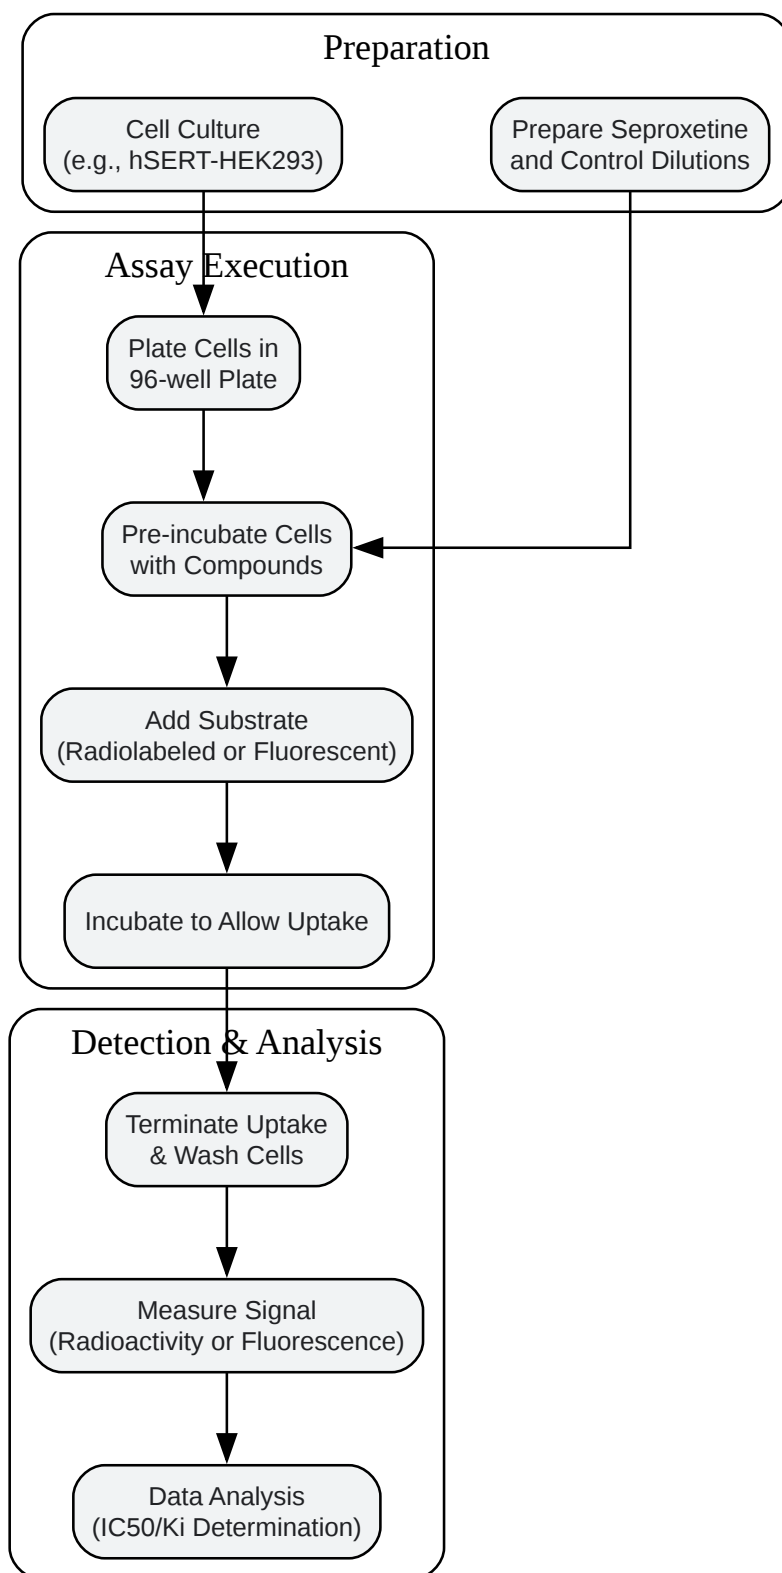 Preparation
Cell Culture
(e.g., hSERT-HEK293)
Prepare Seproxetine
and Control Dilutions
Assay Execution
Plate Cells in
96-well Plate
Pre-incubate Cells
with Compounds
Add Substrate
(Radiolabeled or Fluorescent)
Incubate to Allow Uptake
Detection & Analysis
Terminate Uptake
& Wash Cells
Measure Signal
(Radioactivity or Fluorescence)
Data Analysis
(IC50/Ki Determination)